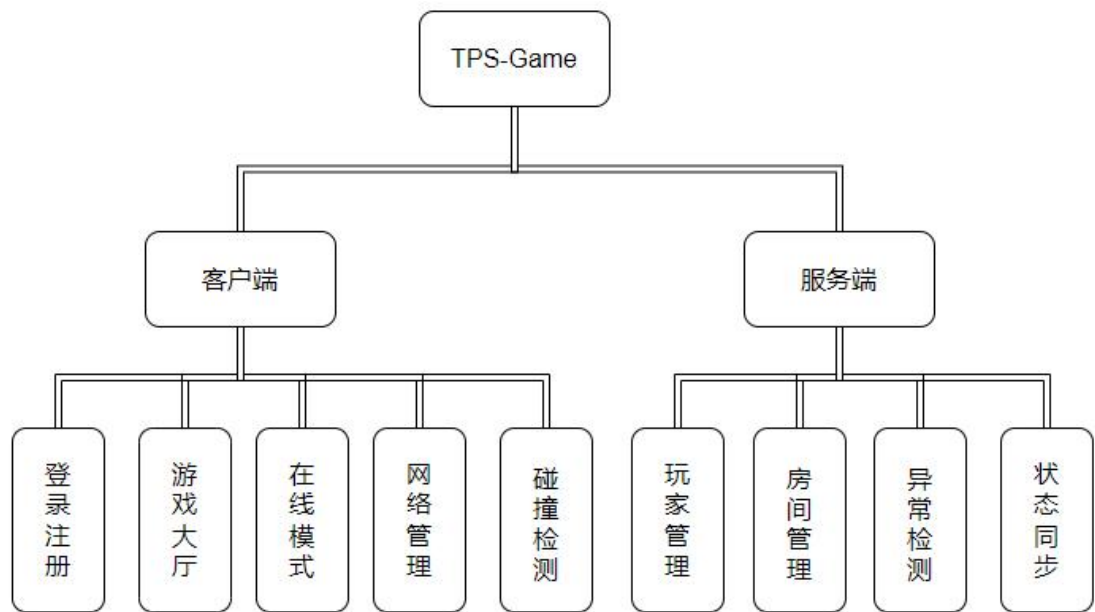 TPS-Game
客户端
服务端
登录注册
游戏大厅
在线模式
网络管理
碰撞检测
玩家管理
房间管理
异常检测
状态同步